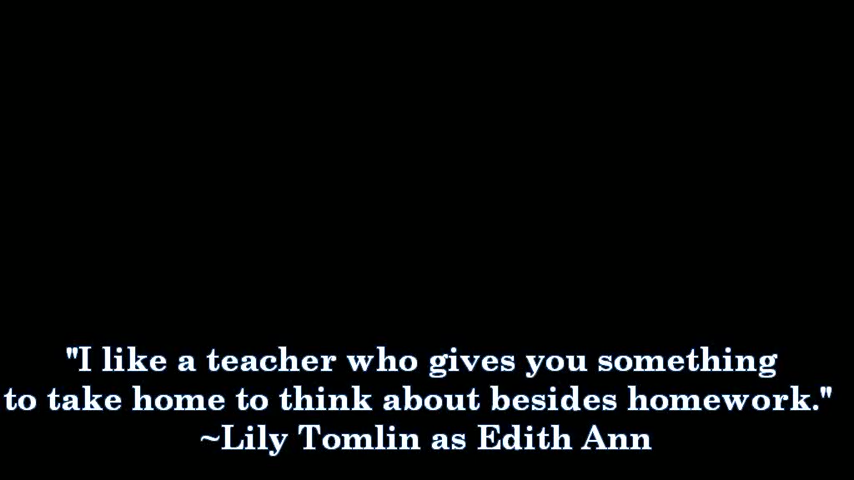 "I like a teacher who gives you something
to take home to think about besides homework."
~Lily Tomlin as Edith Ann